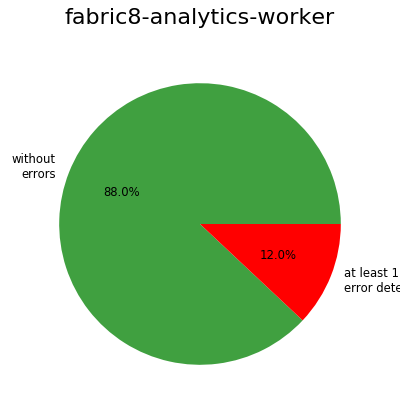 fabric8-analytics-worker
without
errors
88.0%
12.0%
at least 1
error dete